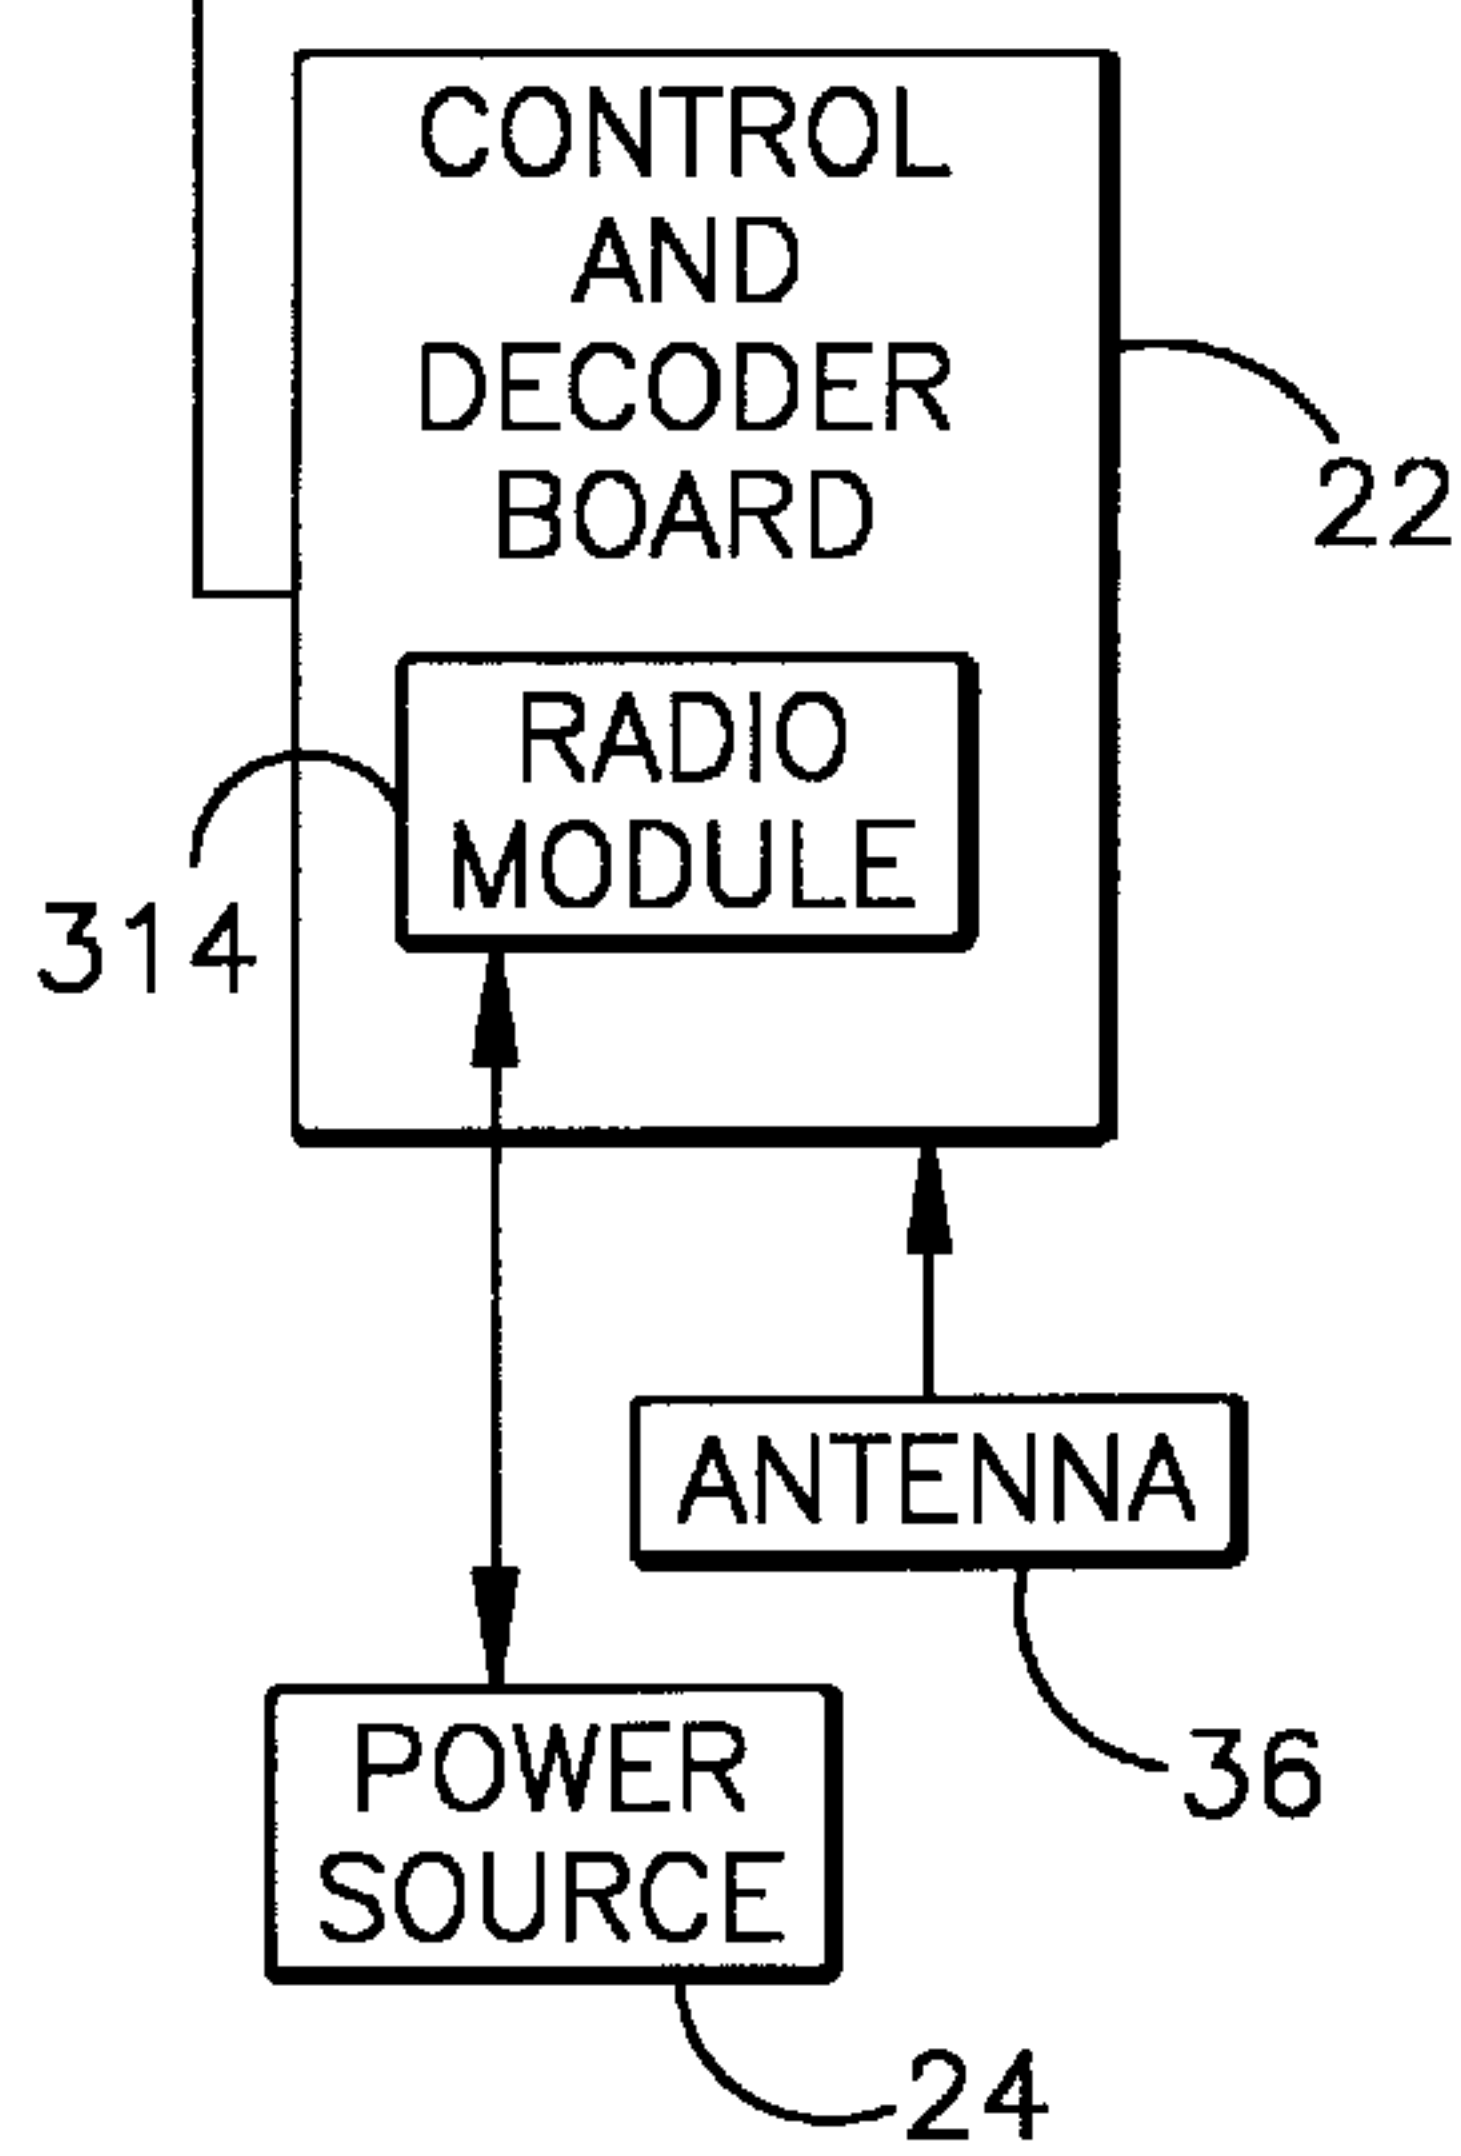 CONTROL
AND
DECODER
BOARD
22
RADIO
MODULE
314
ANTENNA
36
POWER
SOURCE
24